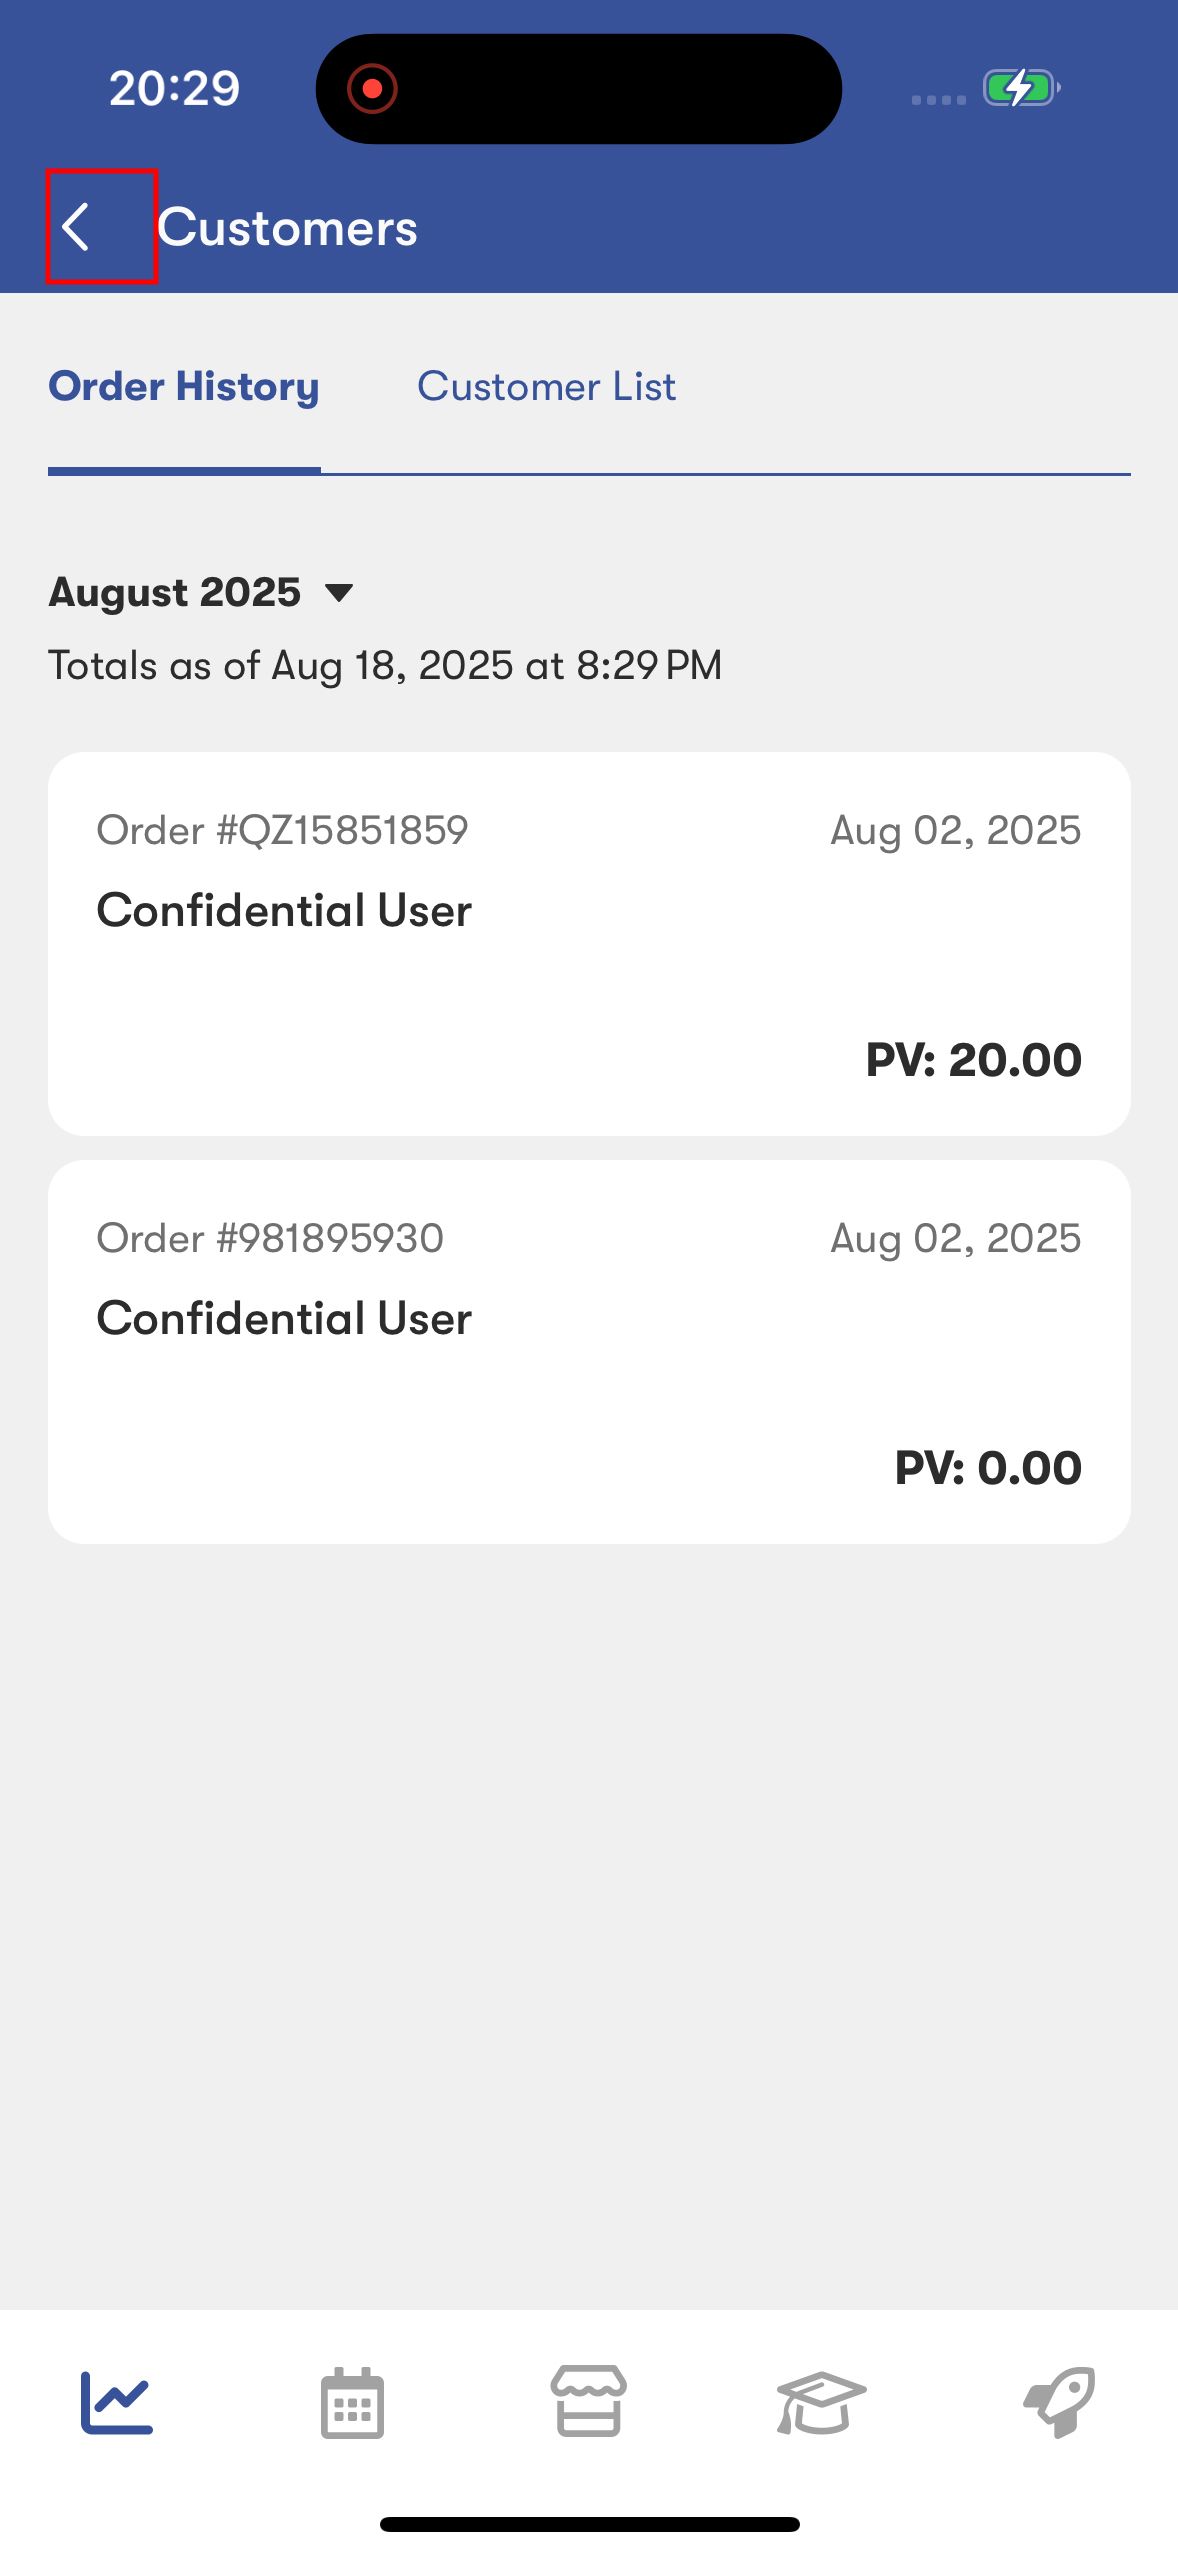 20:29
Customers
Order History
Customer List
August 2025
Totals as of Aug 18, 2025 at 8:29 PM
Order #QZ15851859
Aug 02, 2025
Confidential User
PV: 20.00
Order #981895930
Aug 02, 2025
Confidential User
PV: 0.00